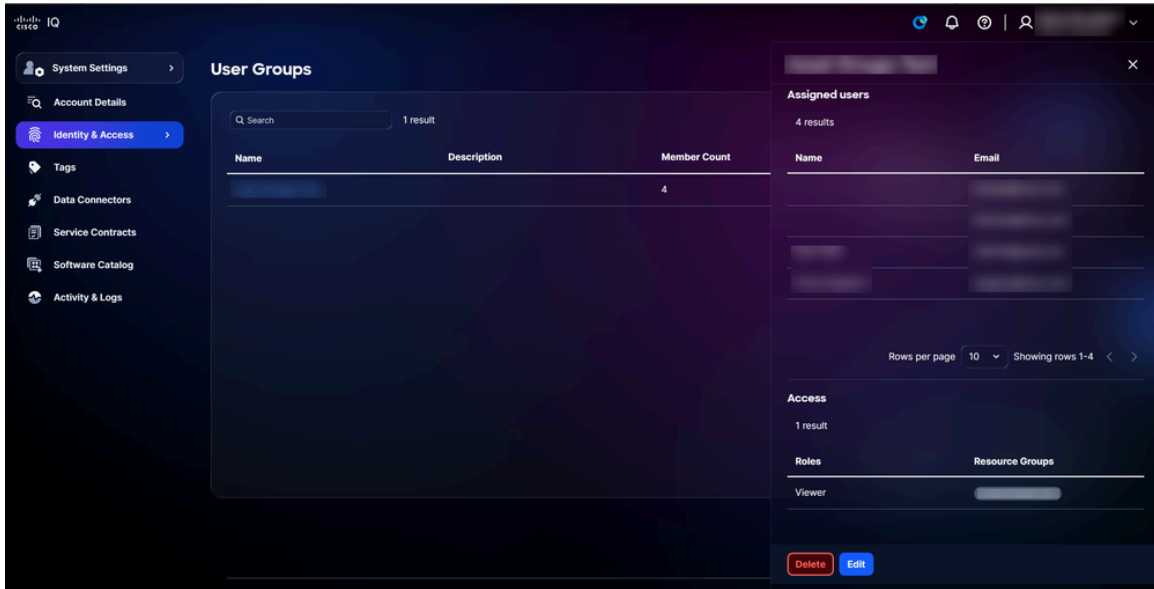 CISCO IQ
System Settings
Account Details
Identity & Access
Tags
Data Connectors
Service Contracts
Software Catalog
Activity & Logs
User Groups
Search
1 result
Name Description Member Count
4
Assigned users
4 results
Name Email
Rows per page 10 Showing rows 1-4
Access
1 result
Roles Resource Groups
Viewer
Delete Edit